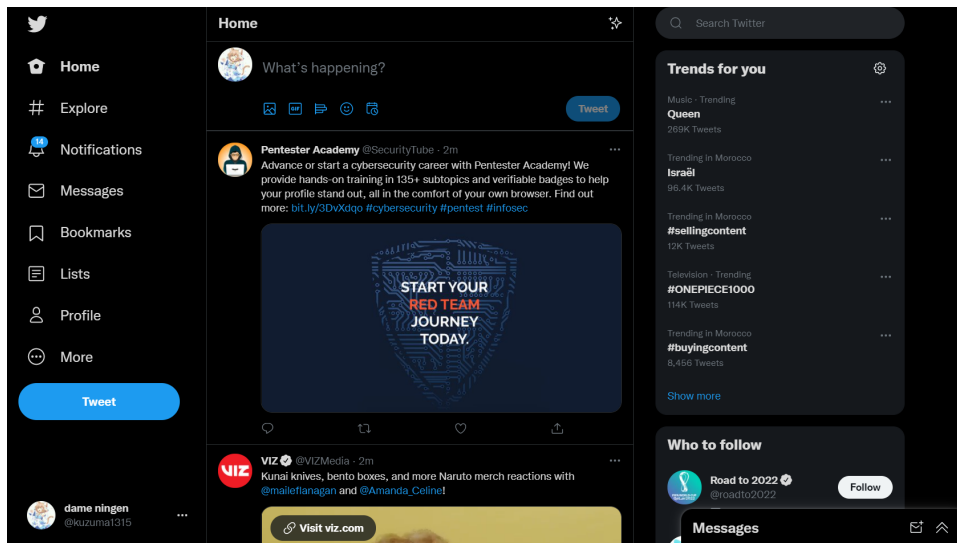 Home
Explore
14
Notifications
Messages
Bookmarks
Lists
Profile
More
Tweet
dame ningen
@kuzuma1315
Home
What's happening?
GIF
Tweet
Pentester Academy @SecurityTube · 2m
Advance or start a cybersecurity career with Pentester Academy! We
provide hands-on training in 135+ subtopics and verifiable badges to help
your profile stand out, all in the comfort of your own browser. Find out
more: bit.ly/3DvXdqo #cybersecurity #pentest #infosec
START YOUR
RED TEAM
JOURNEY
TODAY.
VIZ
VIZ @VIZMedia · 2m
Kunai knives, bento boxes, and more Naruto merch reactions with
@maileflanagan and @Amanda_Celine!
Visit viz.com
Search Twitter
Trends for you
Music · Trending
Queen
269K Tweets
Trending in Morocco
Israël
96.4K Tweets
Trending in Morocco
#sellingcontent
12K Tweets
Television · Trending
#ONEPIECE1000
114K Tweets
Trending in Morocco
#buyingcontent
8,456 Tweets
Show more
Who to follow
Road to 2022
@roadto2022
Follow
Messages